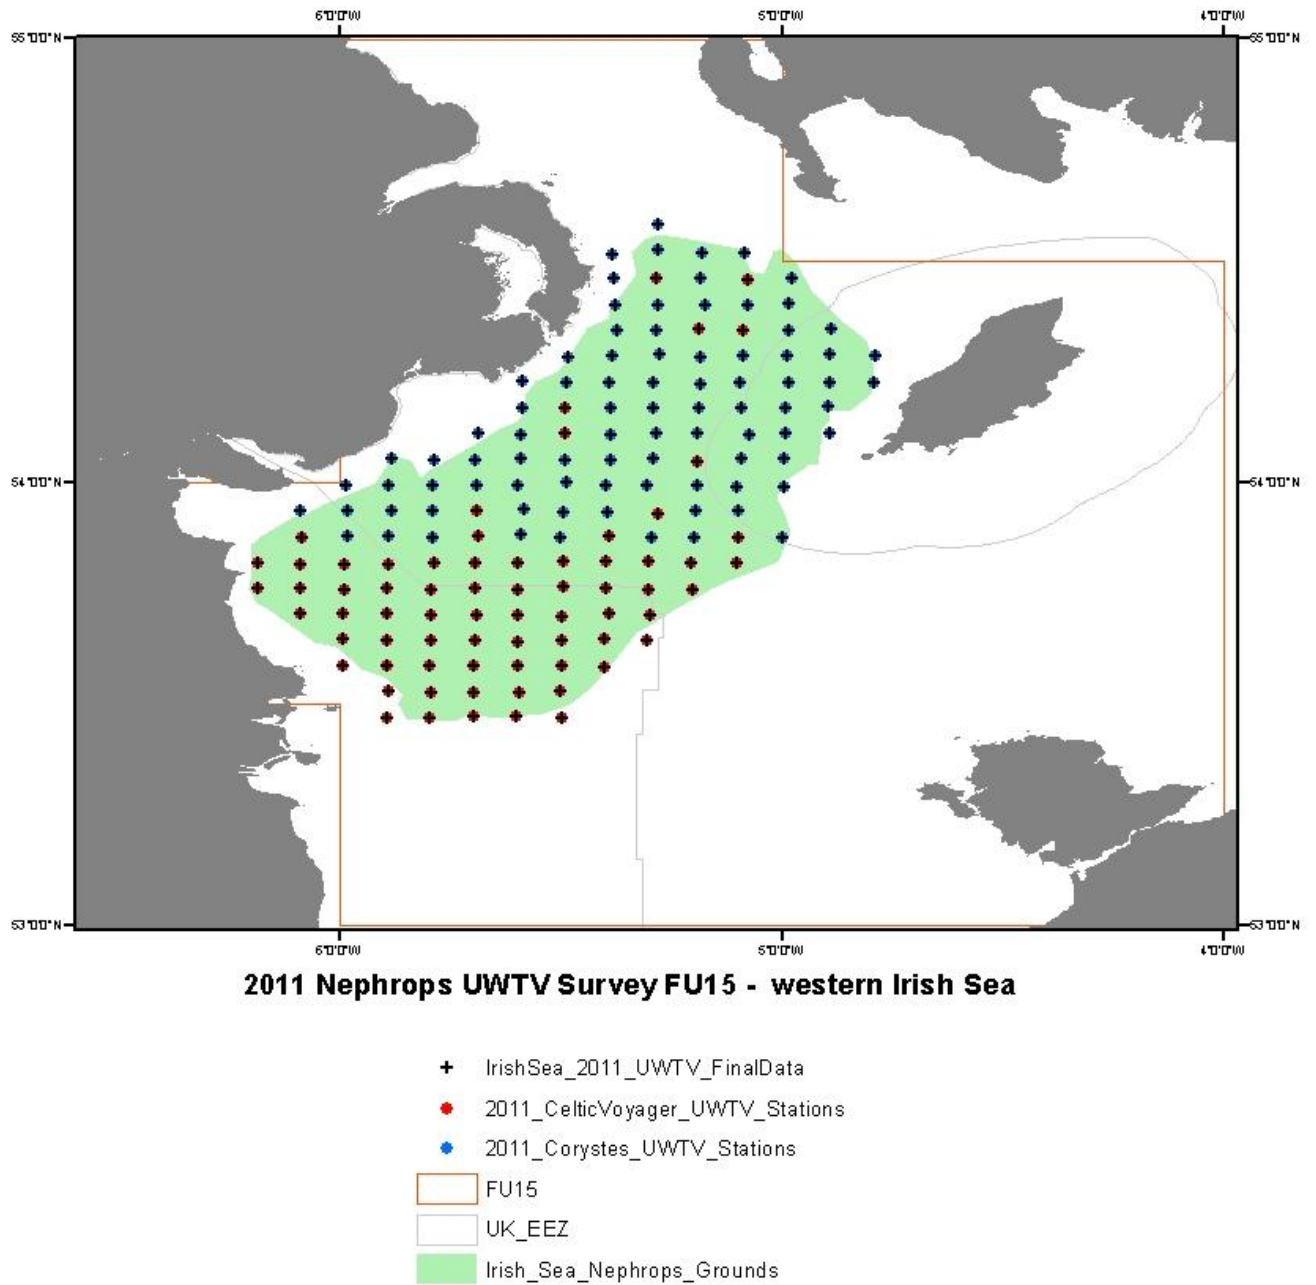 6°0'0"W 5°0'0"W 4°0'0"W
55°0'0"N 55°0'0"N
54°0'0"N 54°0'0"N
53°0'0"N 53°0'0"N
6°0'0"W 5°0'0"W 4°0'0"W
2011 Nephrops UWTV Survey FU15 - western Irish Sea
IrishSea_2011_UWTV_FinalData
2011_CelticVoyager_UWTV_Stations
2011_Corystes_UWTV_Stations
FU15
UK_EEZ
Irish_Sea_Nephrops_Grounds